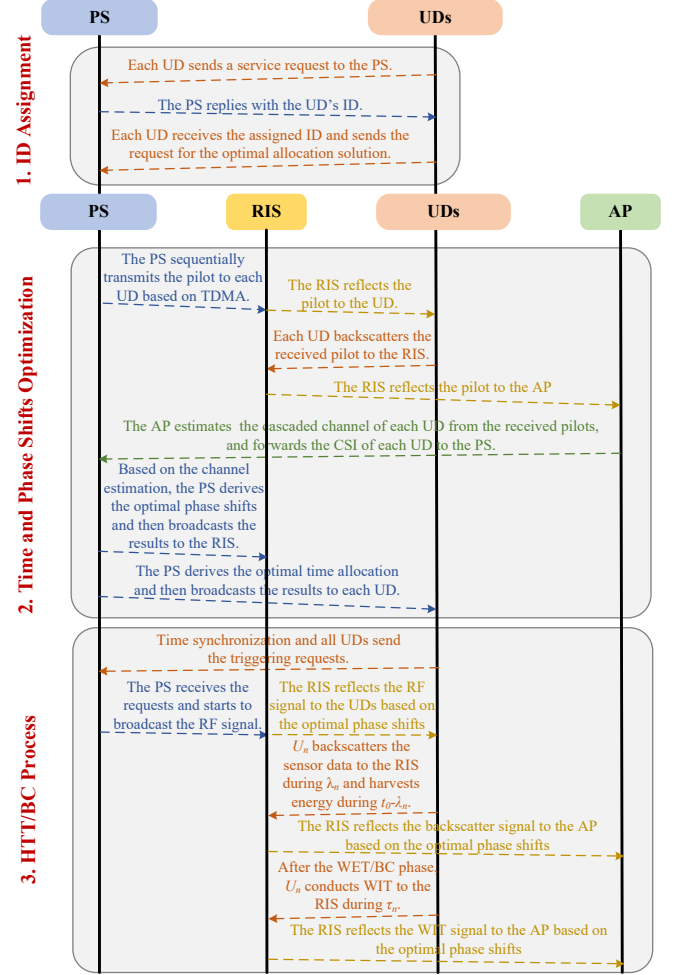 PS
UDs
1. ID Assignment
Each UD sends a service request to the PS.
The PS replies with the UD's ID.
Each UD receives the assigned ID and sends the
request for the optimal allocation solution.
PS
RIS
UDs
AP
2. Time and Phase Shifts Optimization
The PS sequentially
transmits the pilot to each
UD based on TDMA.
The RIS reflects the
pilot to the UD.
Each UD backscatters the
received pilot to the RIS.
The RIS reflects the pilot to the AP
The AP estimates the cascaded channel of each UD from the received pilots,
and forwards the CSI of each UD to the PS.
Based on the channel
estimation, the PS derives
the optimal phase shifts
and then broadcasts the
results to the RIS.
The PS derives the optimal time allocation
and then broadcasts the results to each UD.
3. HTT/BC Process
Time synchronization and all UDs send
the triggering requests.
The PS receives the
requests and starts to
broadcast the RF signal.
The RIS reflects the RF
signal to the UDs based on
the optimal phase shifts
Uₙ backscatters the
sensor data to the RIS
during λₙ and harvests
energy during t₀-λₙ.
The RIS reflects the backscatter signal to the AP
based on the optimal phase shifts
After the WET/BC phase,
Uₙ conducts WIT to the
RIS during τₙ.
The RIS reflects the WIT signal to the AP based on
the optimal phase shifts